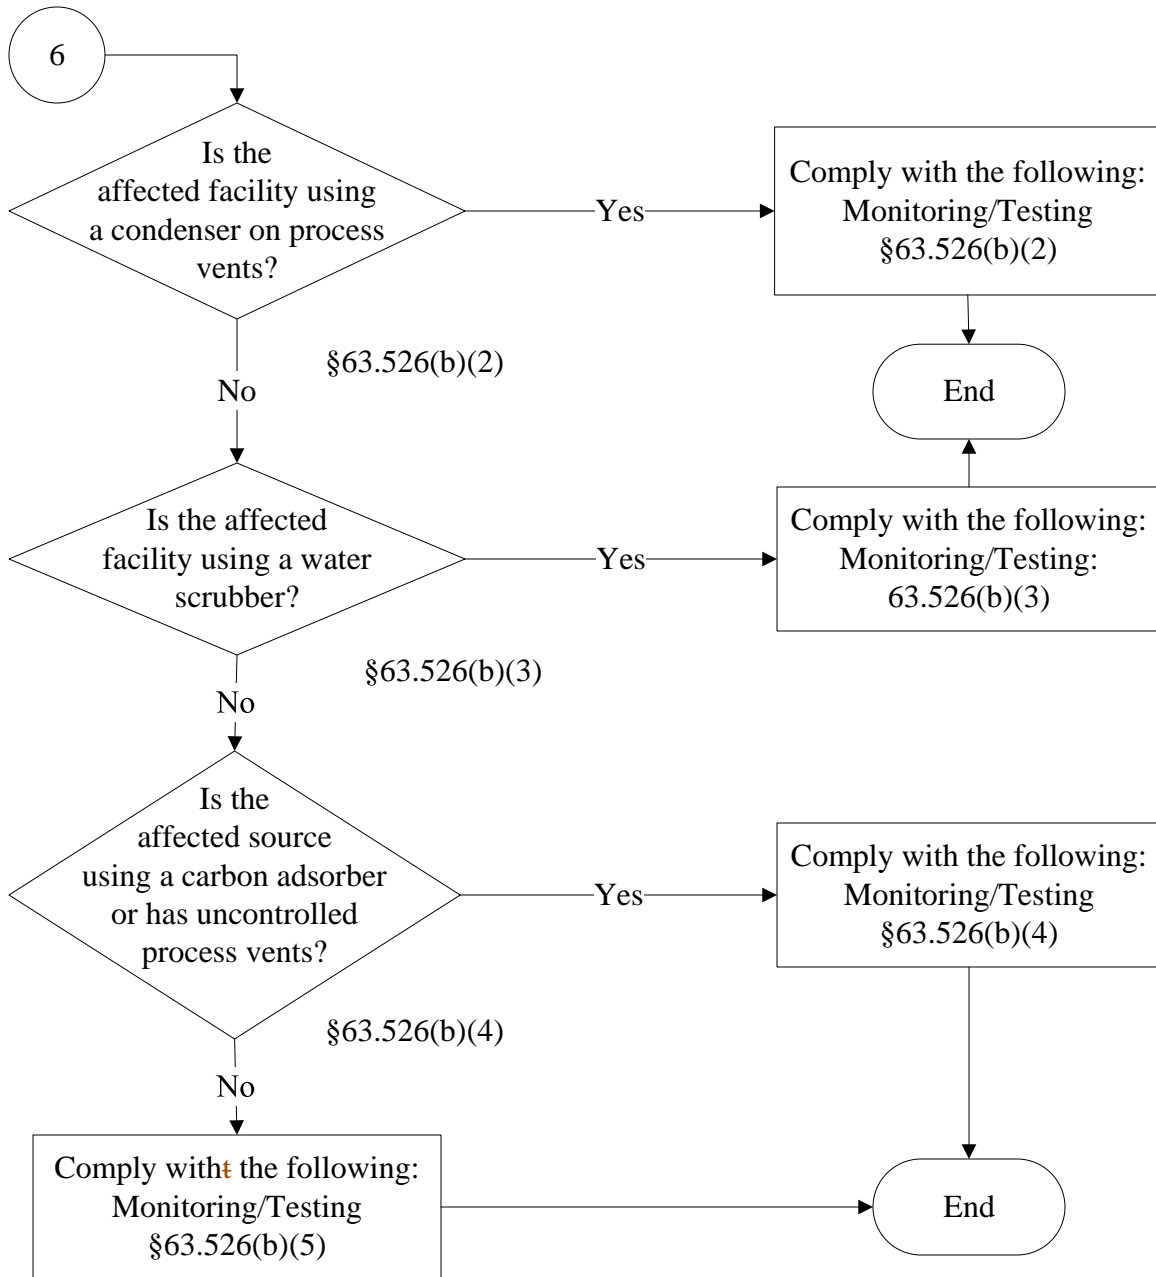 6
Is the
affected facility using
a condenser on process
vents?
Yes
Comply with the following:
Monitoring/Testing
§63.526(b)(2)
§63.526(b)(2)
No
End
Is the affected
facility using a water
scrubber?
Yes
Comply with the following:
Monitoring/Testing:
63.526(b)(3)
§63.526(b)(3)
No
Is the
affected source
using a carbon adsorber
or has uncontrolled
process vents?
Yes
Comply with the following:
Monitoring/Testing
§63.526(b)(4)
§63.526(b)(4)
No
Comply witht the following:
Monitoring/Testing
§63.526(b)(5)
End